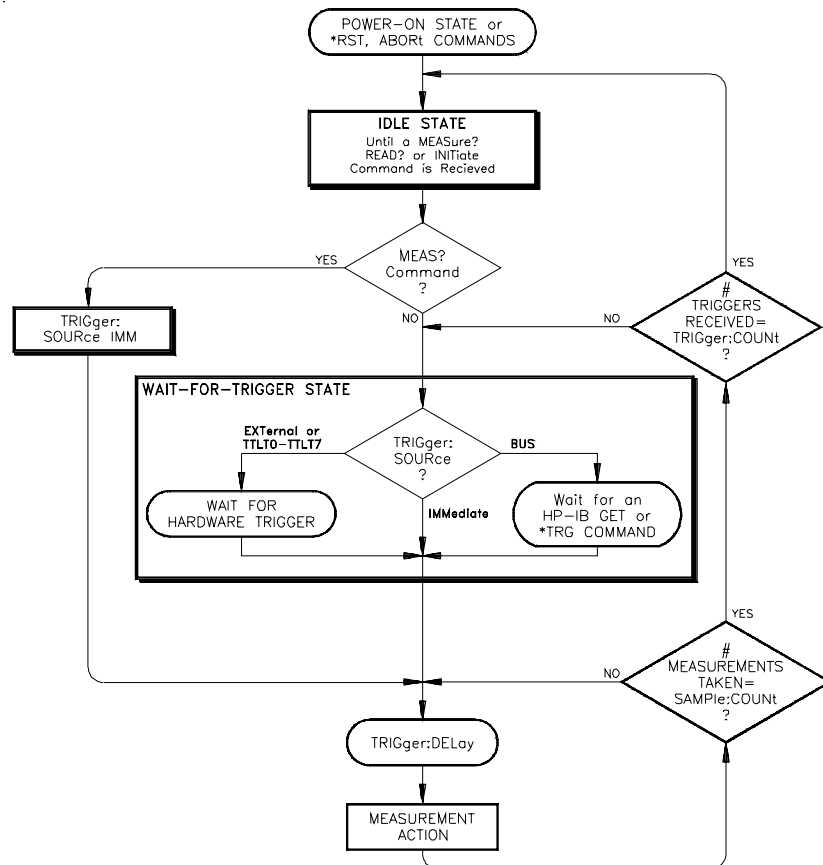 POWER-ON STATE or
*RST, ABORt COMMANDS
IDLE STATE
Until a MEASure?
READ? or INITiate
Command is Recieved
MEAS?
Command
?
YES
NO
TRIGger:
SOURce IMM
#
TRIGGERS
RECEIVED=
TRIGger:COUNt
?
YES
NO
WAIT-FOR-TRIGGER STATE
TRIGger:
SOURce
?
EXTernal or
TTLT0-TTLT7
BUS
IMMediate
WAIT FOR
HARDWARE TRIGGER
Wait for an
HP-IB GET or
*TRG COMMAND
#
MEASUREMENTS
TAKEN=
SAMPle:COUNt
?
YES
NO
TRIGger:DELay
MEASUREMENT
ACTION